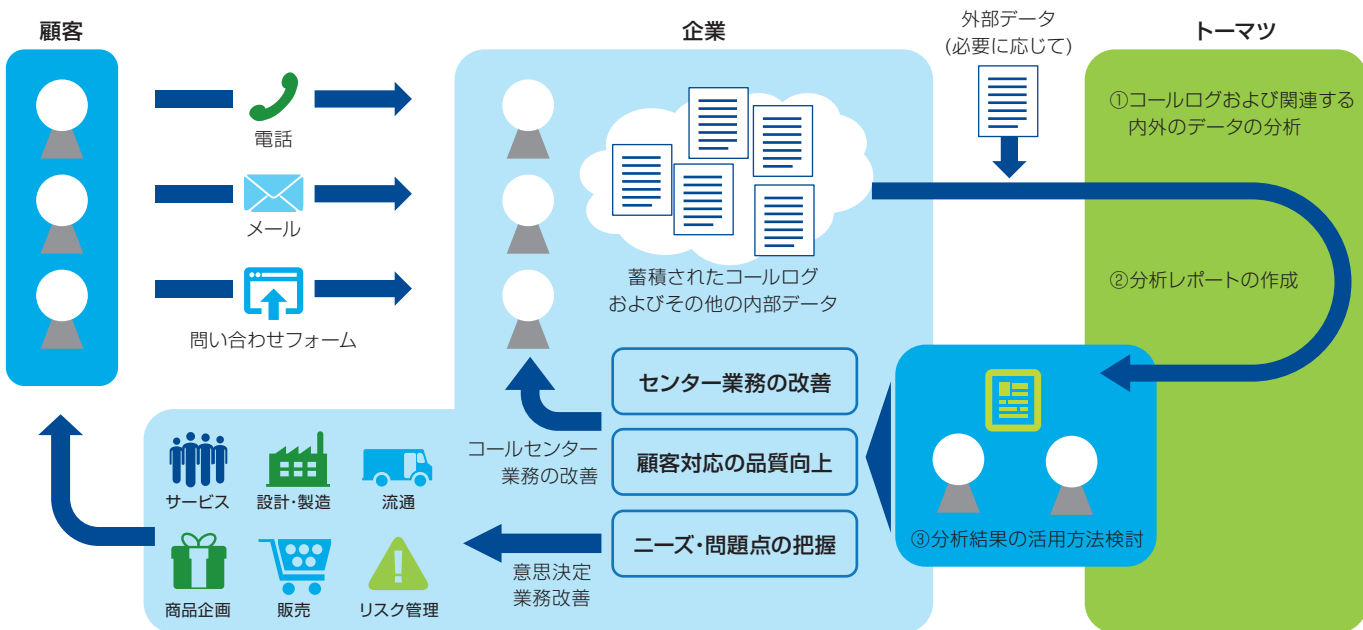 顧客
電話
メール
問い合わせフォーム
企業
蓄積されたコールログ
およびその他の内部データ
外部データ
(必要に応じて)
トーマツ
①コールログおよび関連する
内外のデータの分析
②分析レポートの作成
③分析結果の活用方法検討
センター業務の改善
顧客対応の品質向上
ニーズ・問題点の把握
コールセンター
業務の改善
意思決定
業務改善
サービス
設計・製造
流通
商品企画
販売
リスク管理